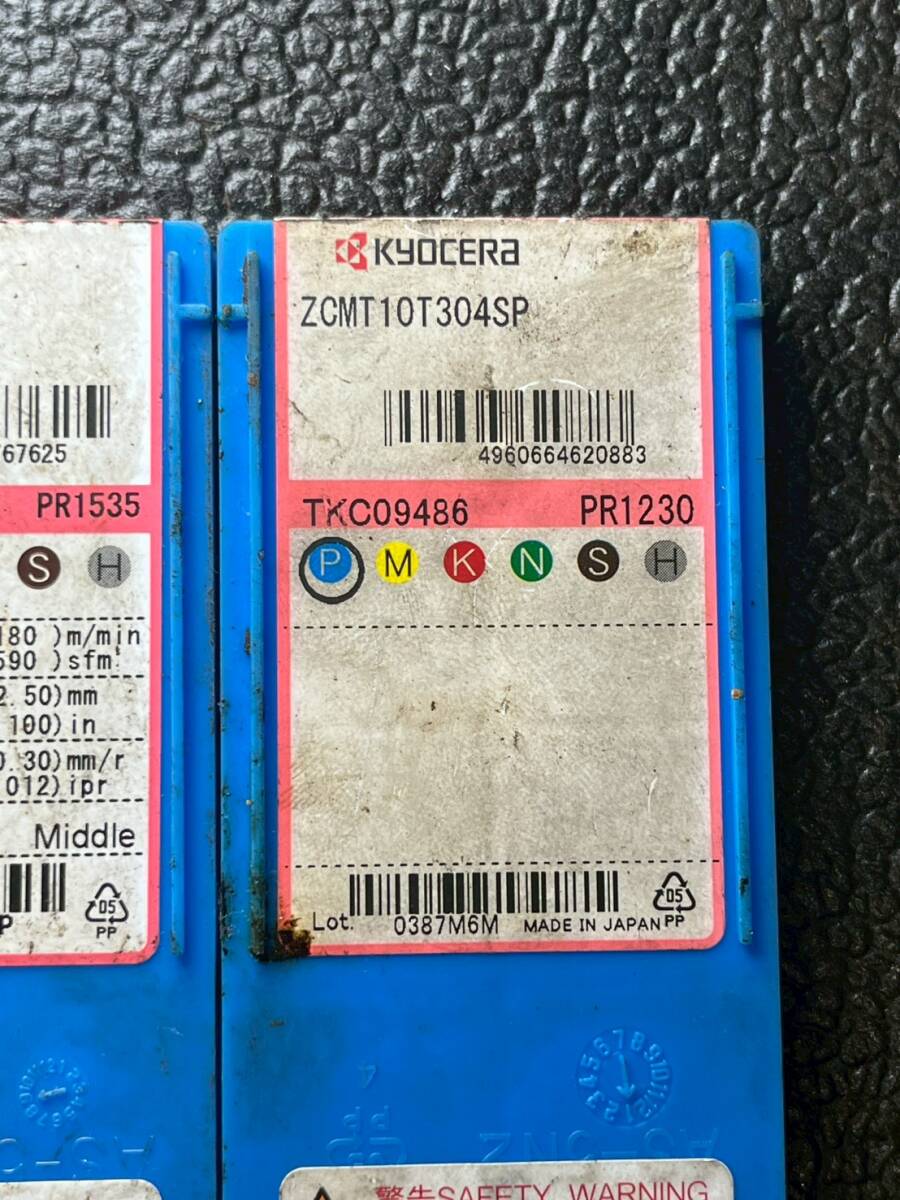 67625
PR1535
S H
180 )m/min
590 )sfm
2.50)mm
100)in
0.30)mm/r
012)ipr
Middle
P
05
PP
KYOCERA
ZCMT10T304SP
4960664620883
TKC09486 PR1230
P M K N S H
Lot. 0387M6M MADE IN JAPAN
05
PP
4
警告SAFETY WARNING